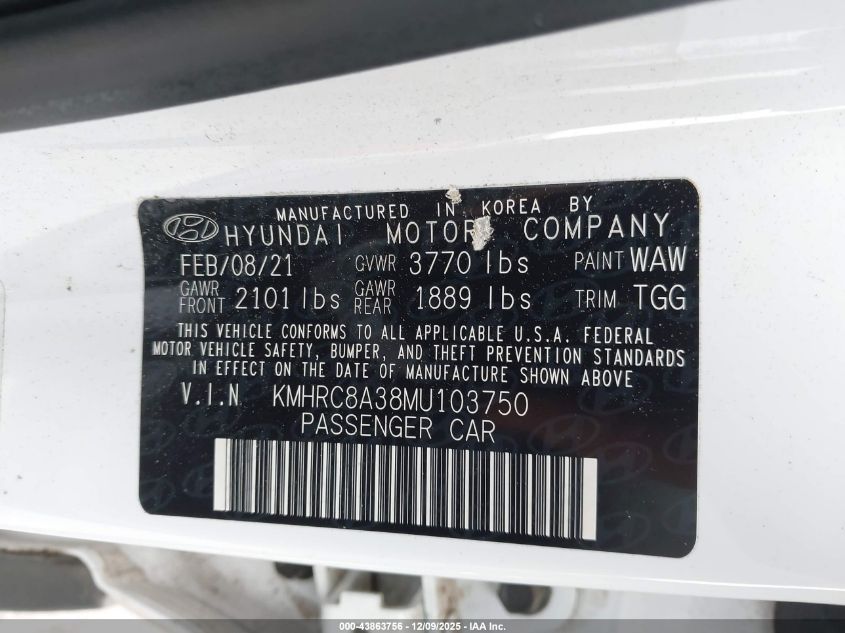 MANUFACTURED IN KOREA BY
HYUNDAI MOTOR COMPANY
FEB/08/21 GVWR 3770 lbs PAINT WAW
GAWR FRONT 2101 lbs GAWR REAR 1889 lbs TRIM TGG
THIS VEHICLE CONFORMS TO ALL APPLICABLE U.S.A. FEDERAL
MOTOR VEHICLE SAFETY, BUMPER, AND THEFT PREVENTION STANDARDS
IN EFFECT ON THE DATE OF MANUFACTURE SHOWN ABOVE
V.I.N KMHRC8A38MU103750
PASSENGER CAR
000-43863756 - 12/09/2025 - IAA Inc.